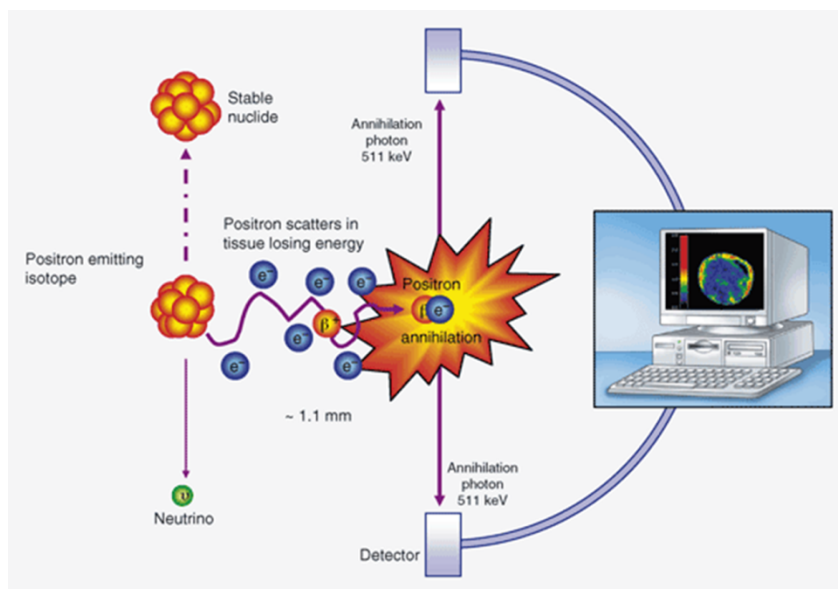 Stable
nuclide
Annihilation
photon
511 keV
Positron scatters in
tissue losing energy
Positron emitting
isotope
e⁻
e⁻
e⁻
Positron
β⁺
β
e⁻
e⁻
annihilation
e⁻
e⁻
~ 1.1 mm
Annihilation
photon
511 keV
υ
Neutrino
Detector